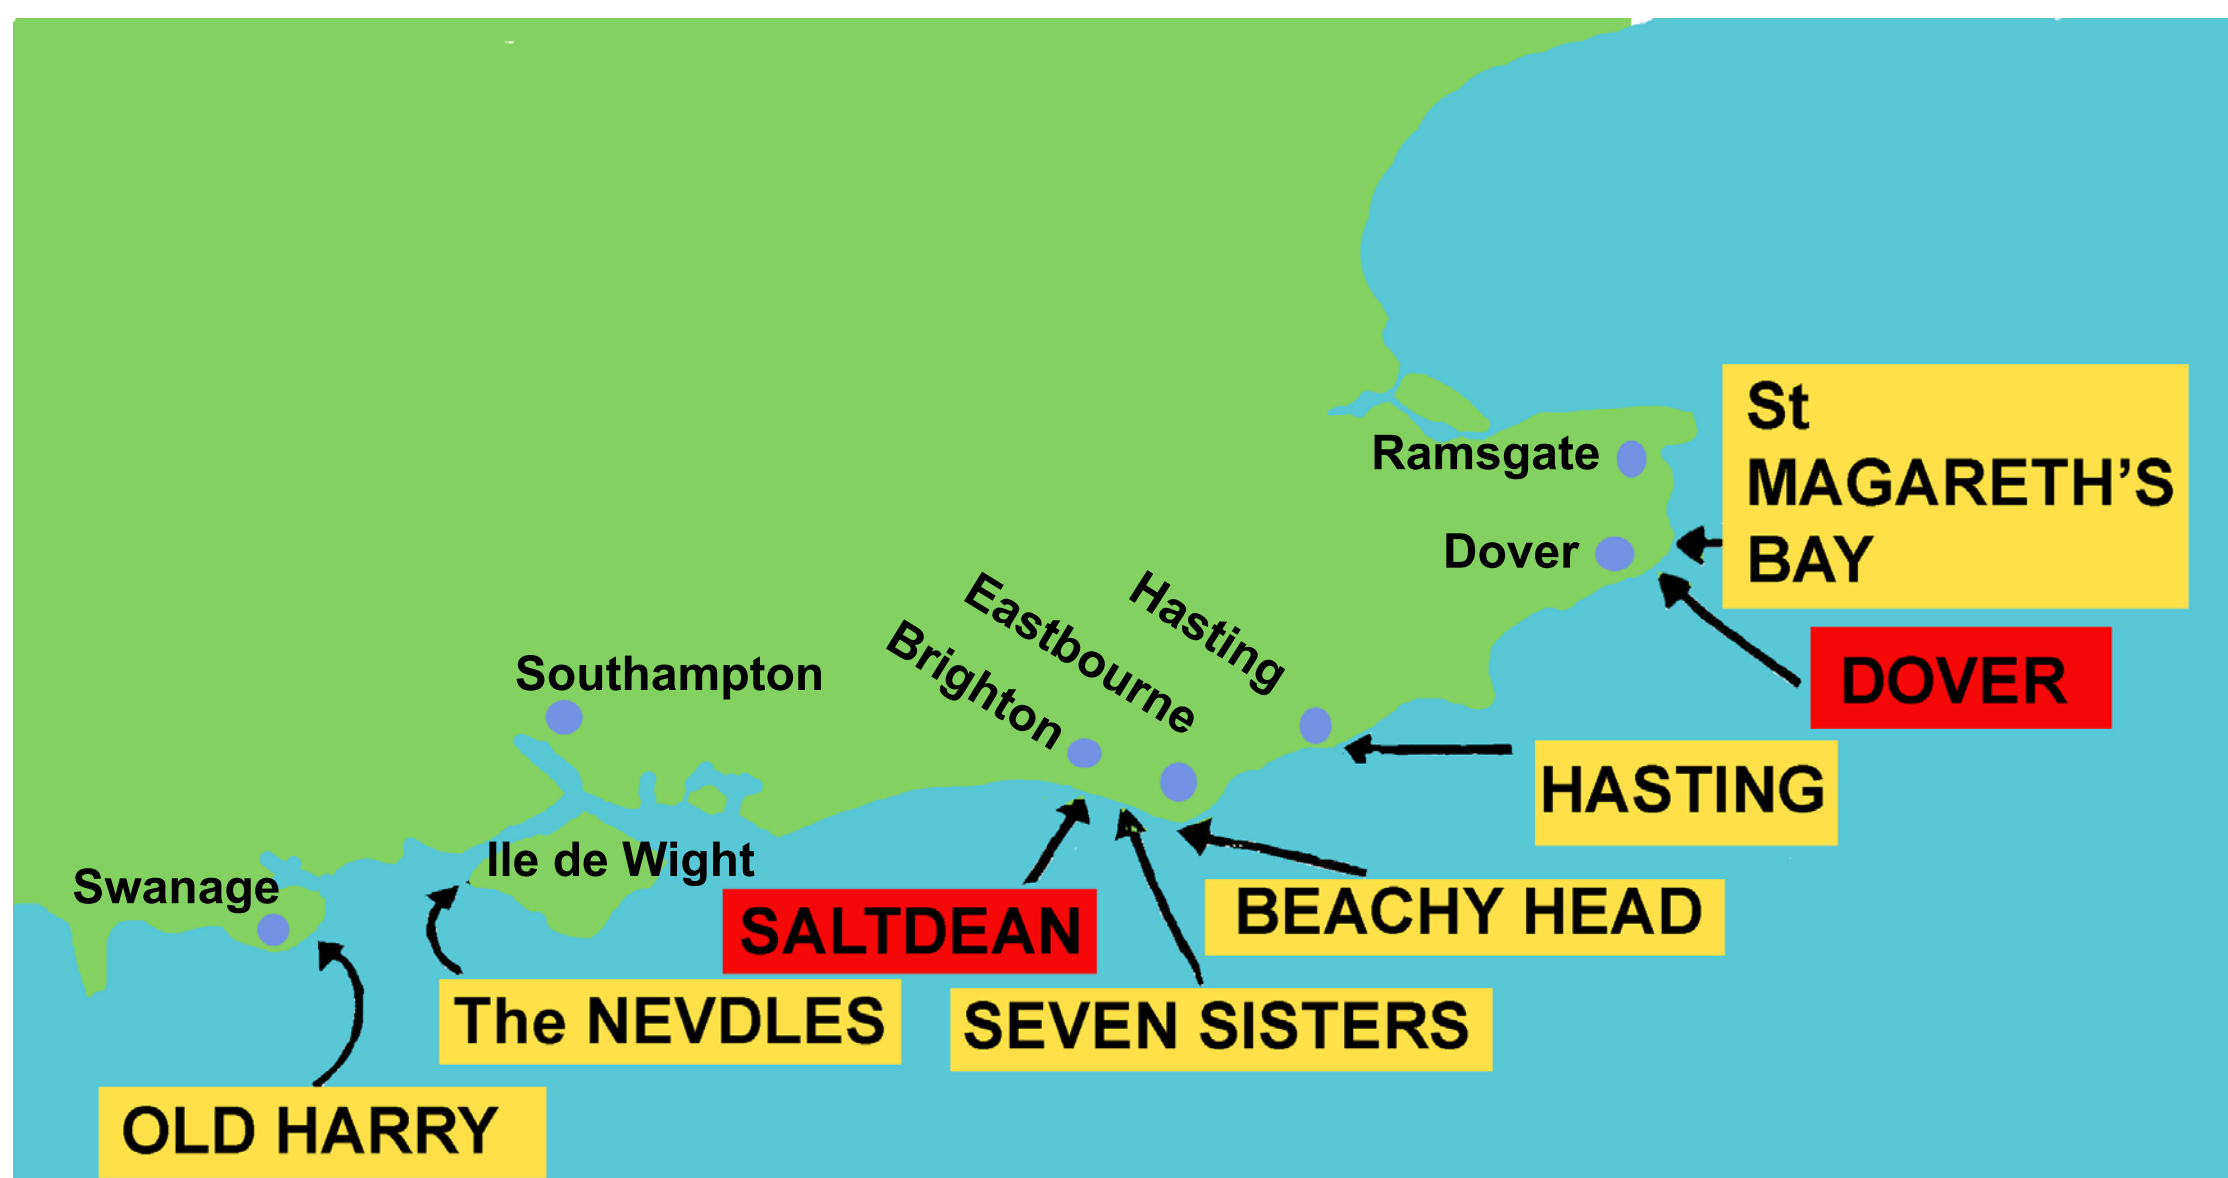 St
MAGARETH’S
BAY
Ramsgate
Dover
DOVER
Hasting
Eastbourne
Brighton
Southampton
HASTING
Ile de Wight
Swanage
BEACHY HEAD
SALTDEAN
The NEVDLES
SEVEN SISTERS
OLD HARRY